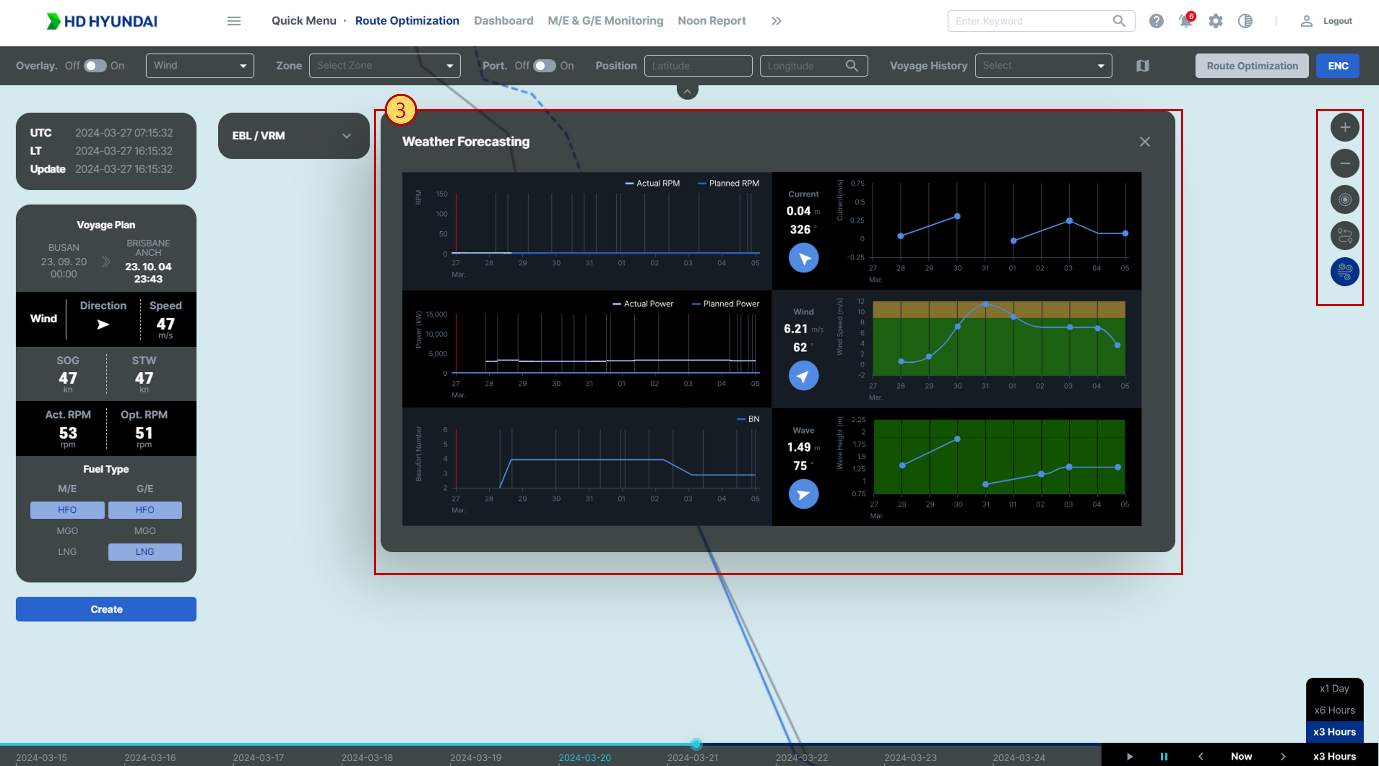 HD HYUNDAI
Quick Menu · Route Optimization Dashboard M/E & G/E Monitoring Noon Report
Enter Keyword
6
Logout
Overlay. Off On Wind
Zone Select Zone
Port. Off On
Position Latitude Longitude
Voyage History Select
Route Optimization
ENC
UTC 2024-03-27 07:15:32
LT 2024-03-27 16:15:32
Update 2024-03-27 16:15:32
EBL / VRM
Voyage Plan
BUSAN
23. 09. 20
00:00
BRISBANE
ANCH
23. 10. 04
23:43
Wind
Direction
Speed
47
m/s
SOG
47
kn
STW
47
kn
Act. RPM
53
rpm
Opt. RPM
51
rpm
Fuel Type
M/E G/E
HFO HFO
MGO MGO
LNG LNG
Create
3
Weather Forecasting
Actual RPM Planned RPM
RPM
150
100
50
0
27 28 29 30 31 01 02 03 04 05
Mar.
Actual Power Planned Power
Power (kW)
15,000
10,000
5,000
0
27 28 29 30 31 01 02 03 04 05
Mar.
BN
Beaufort Number
6
5
4
3
2
27 28 29 30 31 01 02 03 04 05
Mar.
Current
0.04 m
326 °
Current(m/s)
0.75
0.5
0.25
0
-0.25
27 28 29 30 31 01 02 03 04 05
Mar.
Wind
6.21 m/s
62 °
Wind Speed (m/s)
12
10
8
6
4
2
0
-2
27 28 29 30 31 01 02 03 04 05
Mar.
Wave
1.49 m
75 °
Wave Height (m)
2.25
2
1.75
1.5
1.25
1
0.75
27 28 29 30 31 01 02 03 04 05
Mar.
x1 Day
x6 Hours
x3 Hours
2024-03-15 2024-03-16 2024-03-17 2024-03-18 2024-03-19 2024-03-20 2024-03-21 2024-03-22 2024-03-23 2024-03-24
Now
x3 Hours